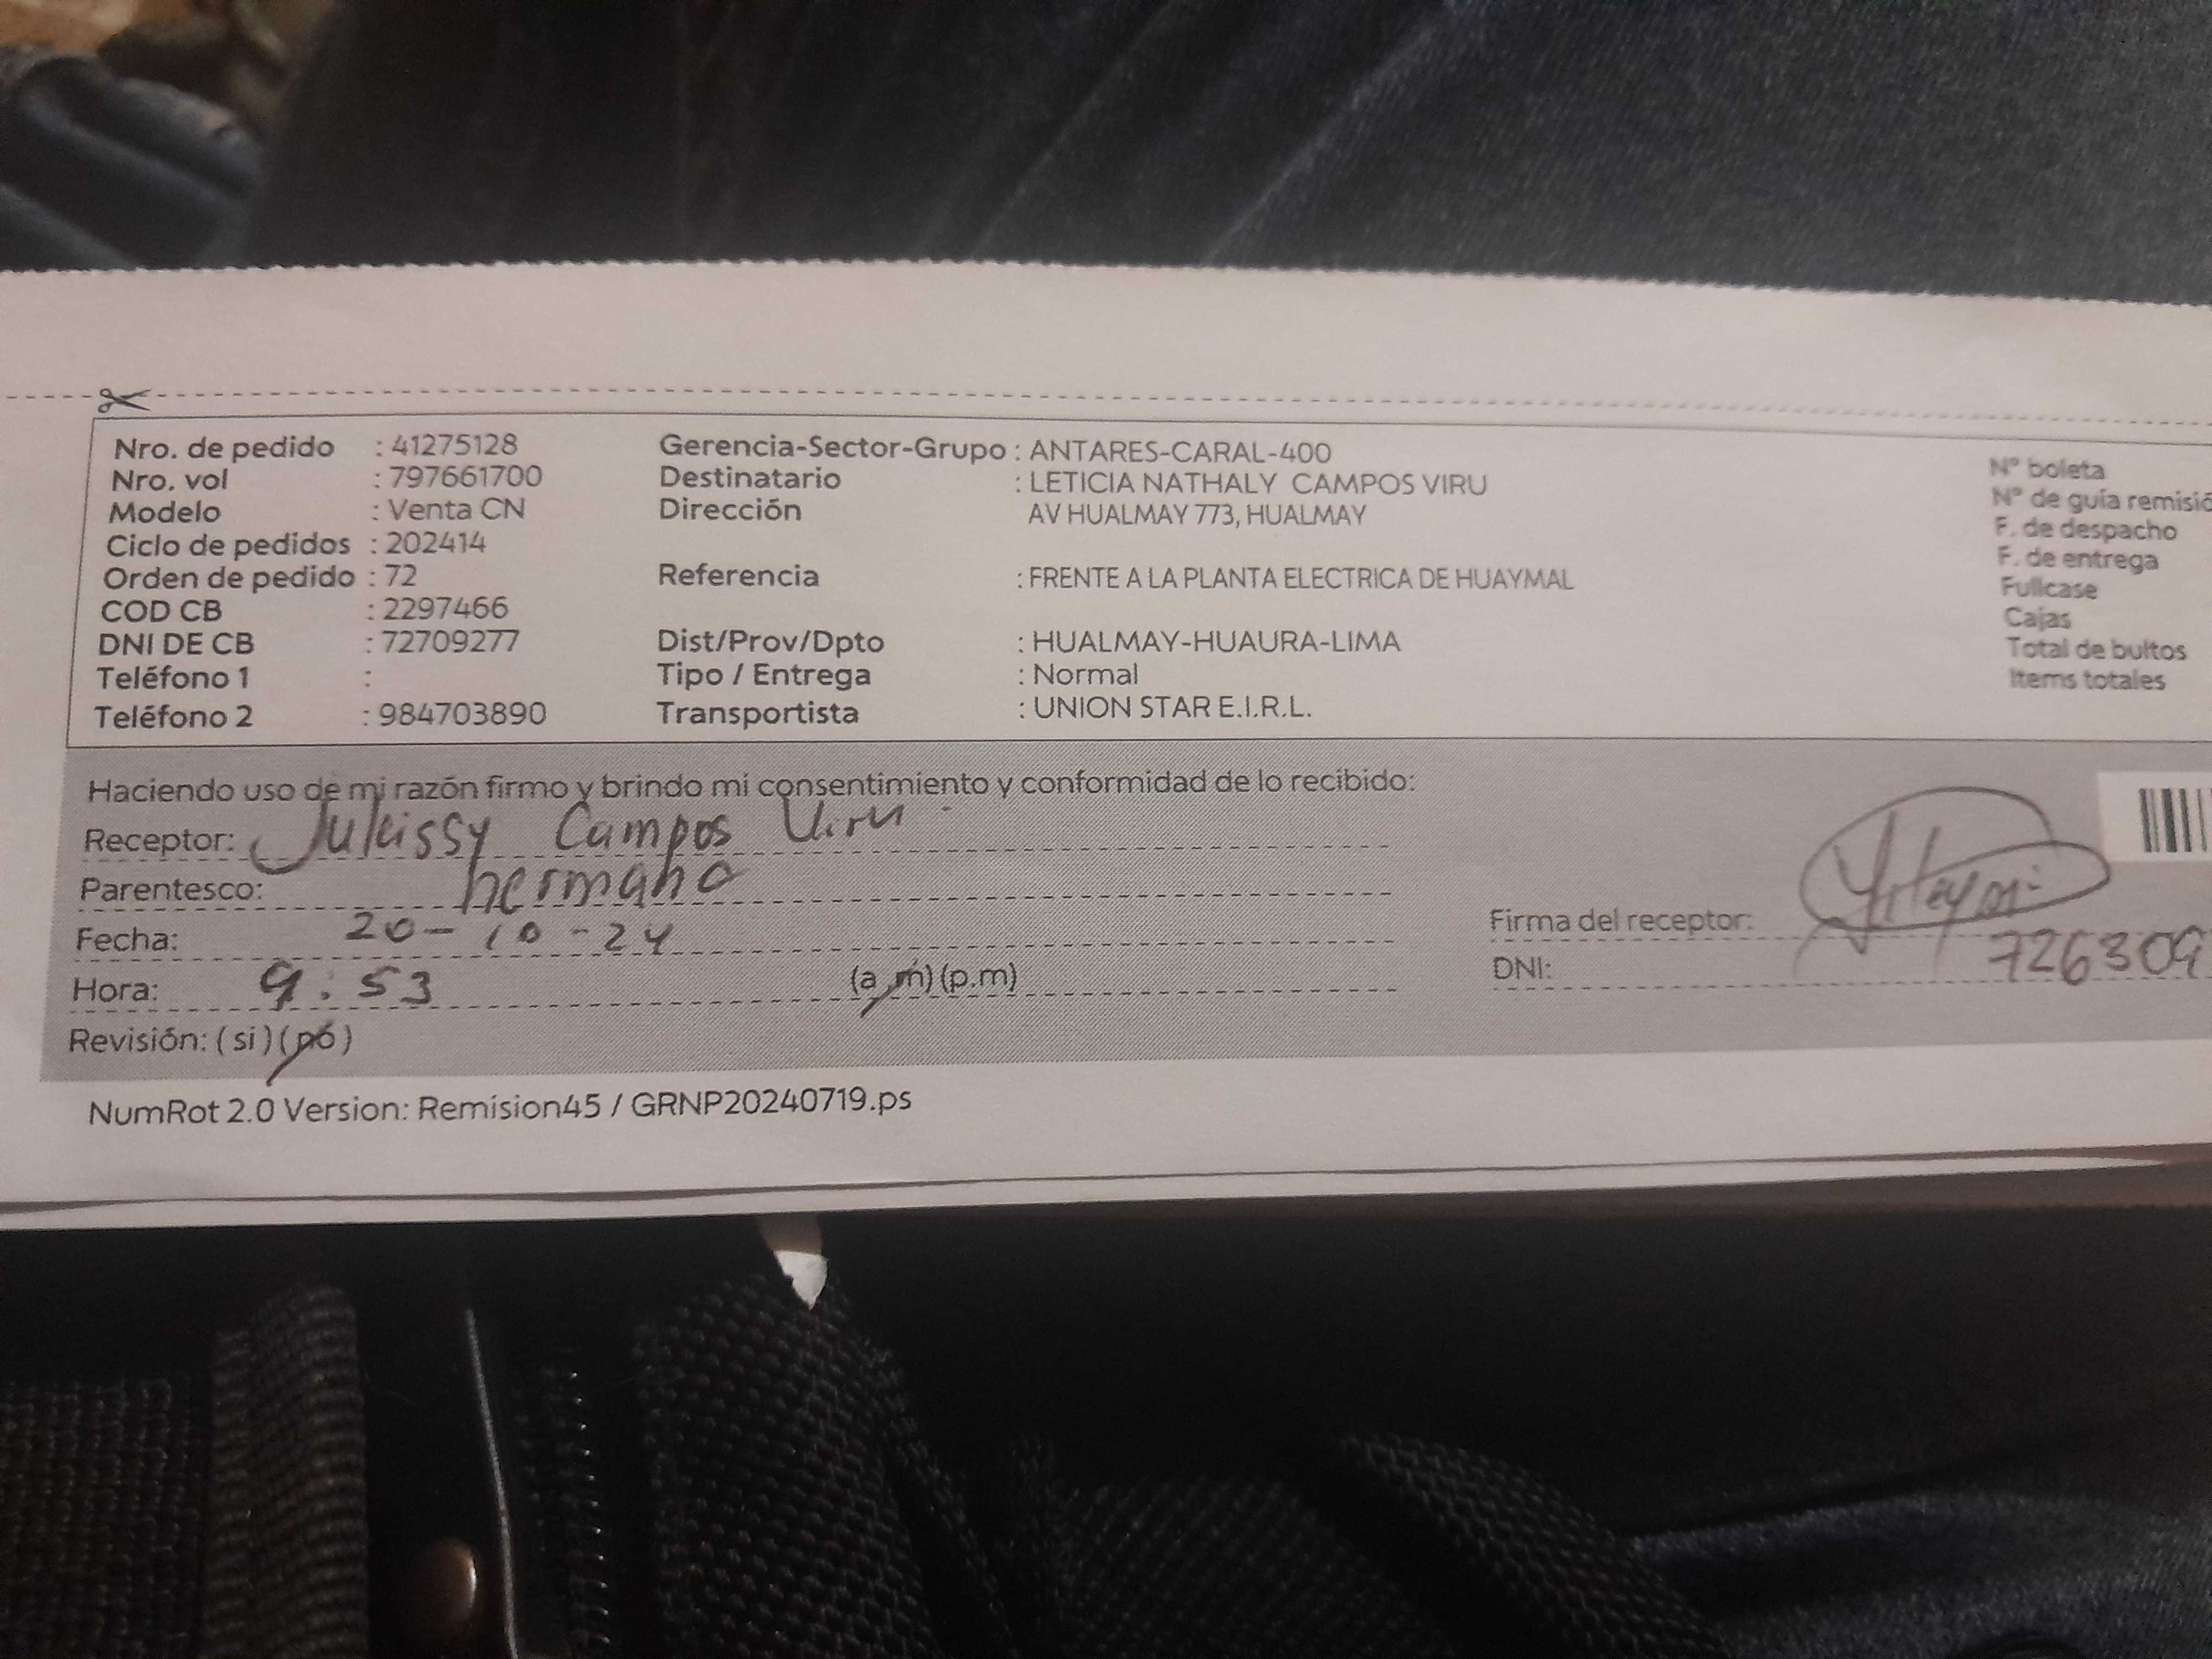 Nro. de pedido : 41275128 Gerencia-Sector-Grupo : ANTARES-CARAL-400
Nro. vol : 797661700 Destinatario : LETICIA NATHALY CAMPOS VIRU
Modelo : Venta CN Dirección AV HUALMAY 773, HUALMAY
Ciclo de pedidos : 202414
Orden de pedido : 72 Referencia : FRENTE A LA PLANTA ELECTRICA DE HUAYMAL
COD CB : 2297466
DNI DE CB : 72709277 Dist/Prov/Dpto : HUALMAY-HUAURA-LIMA
Teléfono 1 : Tipo / Entrega : Normal
Teléfono 2 : 984703890 Transportista : UNION STAR E.I.R.L.
N° boleta
N° de guía remisió
F. de despacho
F. de entrega
Fullcase
Cajas
Total de bultos
Items totales
Haciendo uso de mi razón firmo y brindo mi consentimiento y conformidad de lo recibido:
Receptor: Campos Viru
Parentesco: hermana
Fecha: 20-10-24
Hora: 9:53 (a.m) (p.m)
Revisión: (si) (no)
Firma del receptor:
DNI: 726309
NumRot 2.0 Version: Remision45 / GRNP20240719.ps